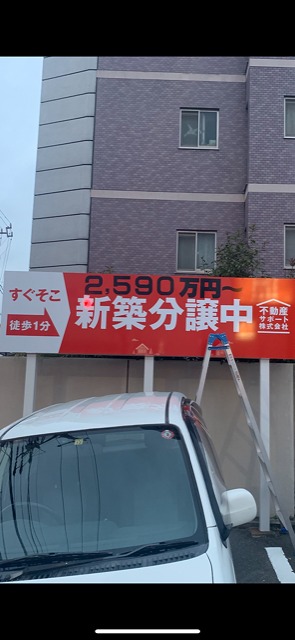 すぐそこ
徒歩1分
2,590万円～
新築分譲中
不動産
サポート
株式会社